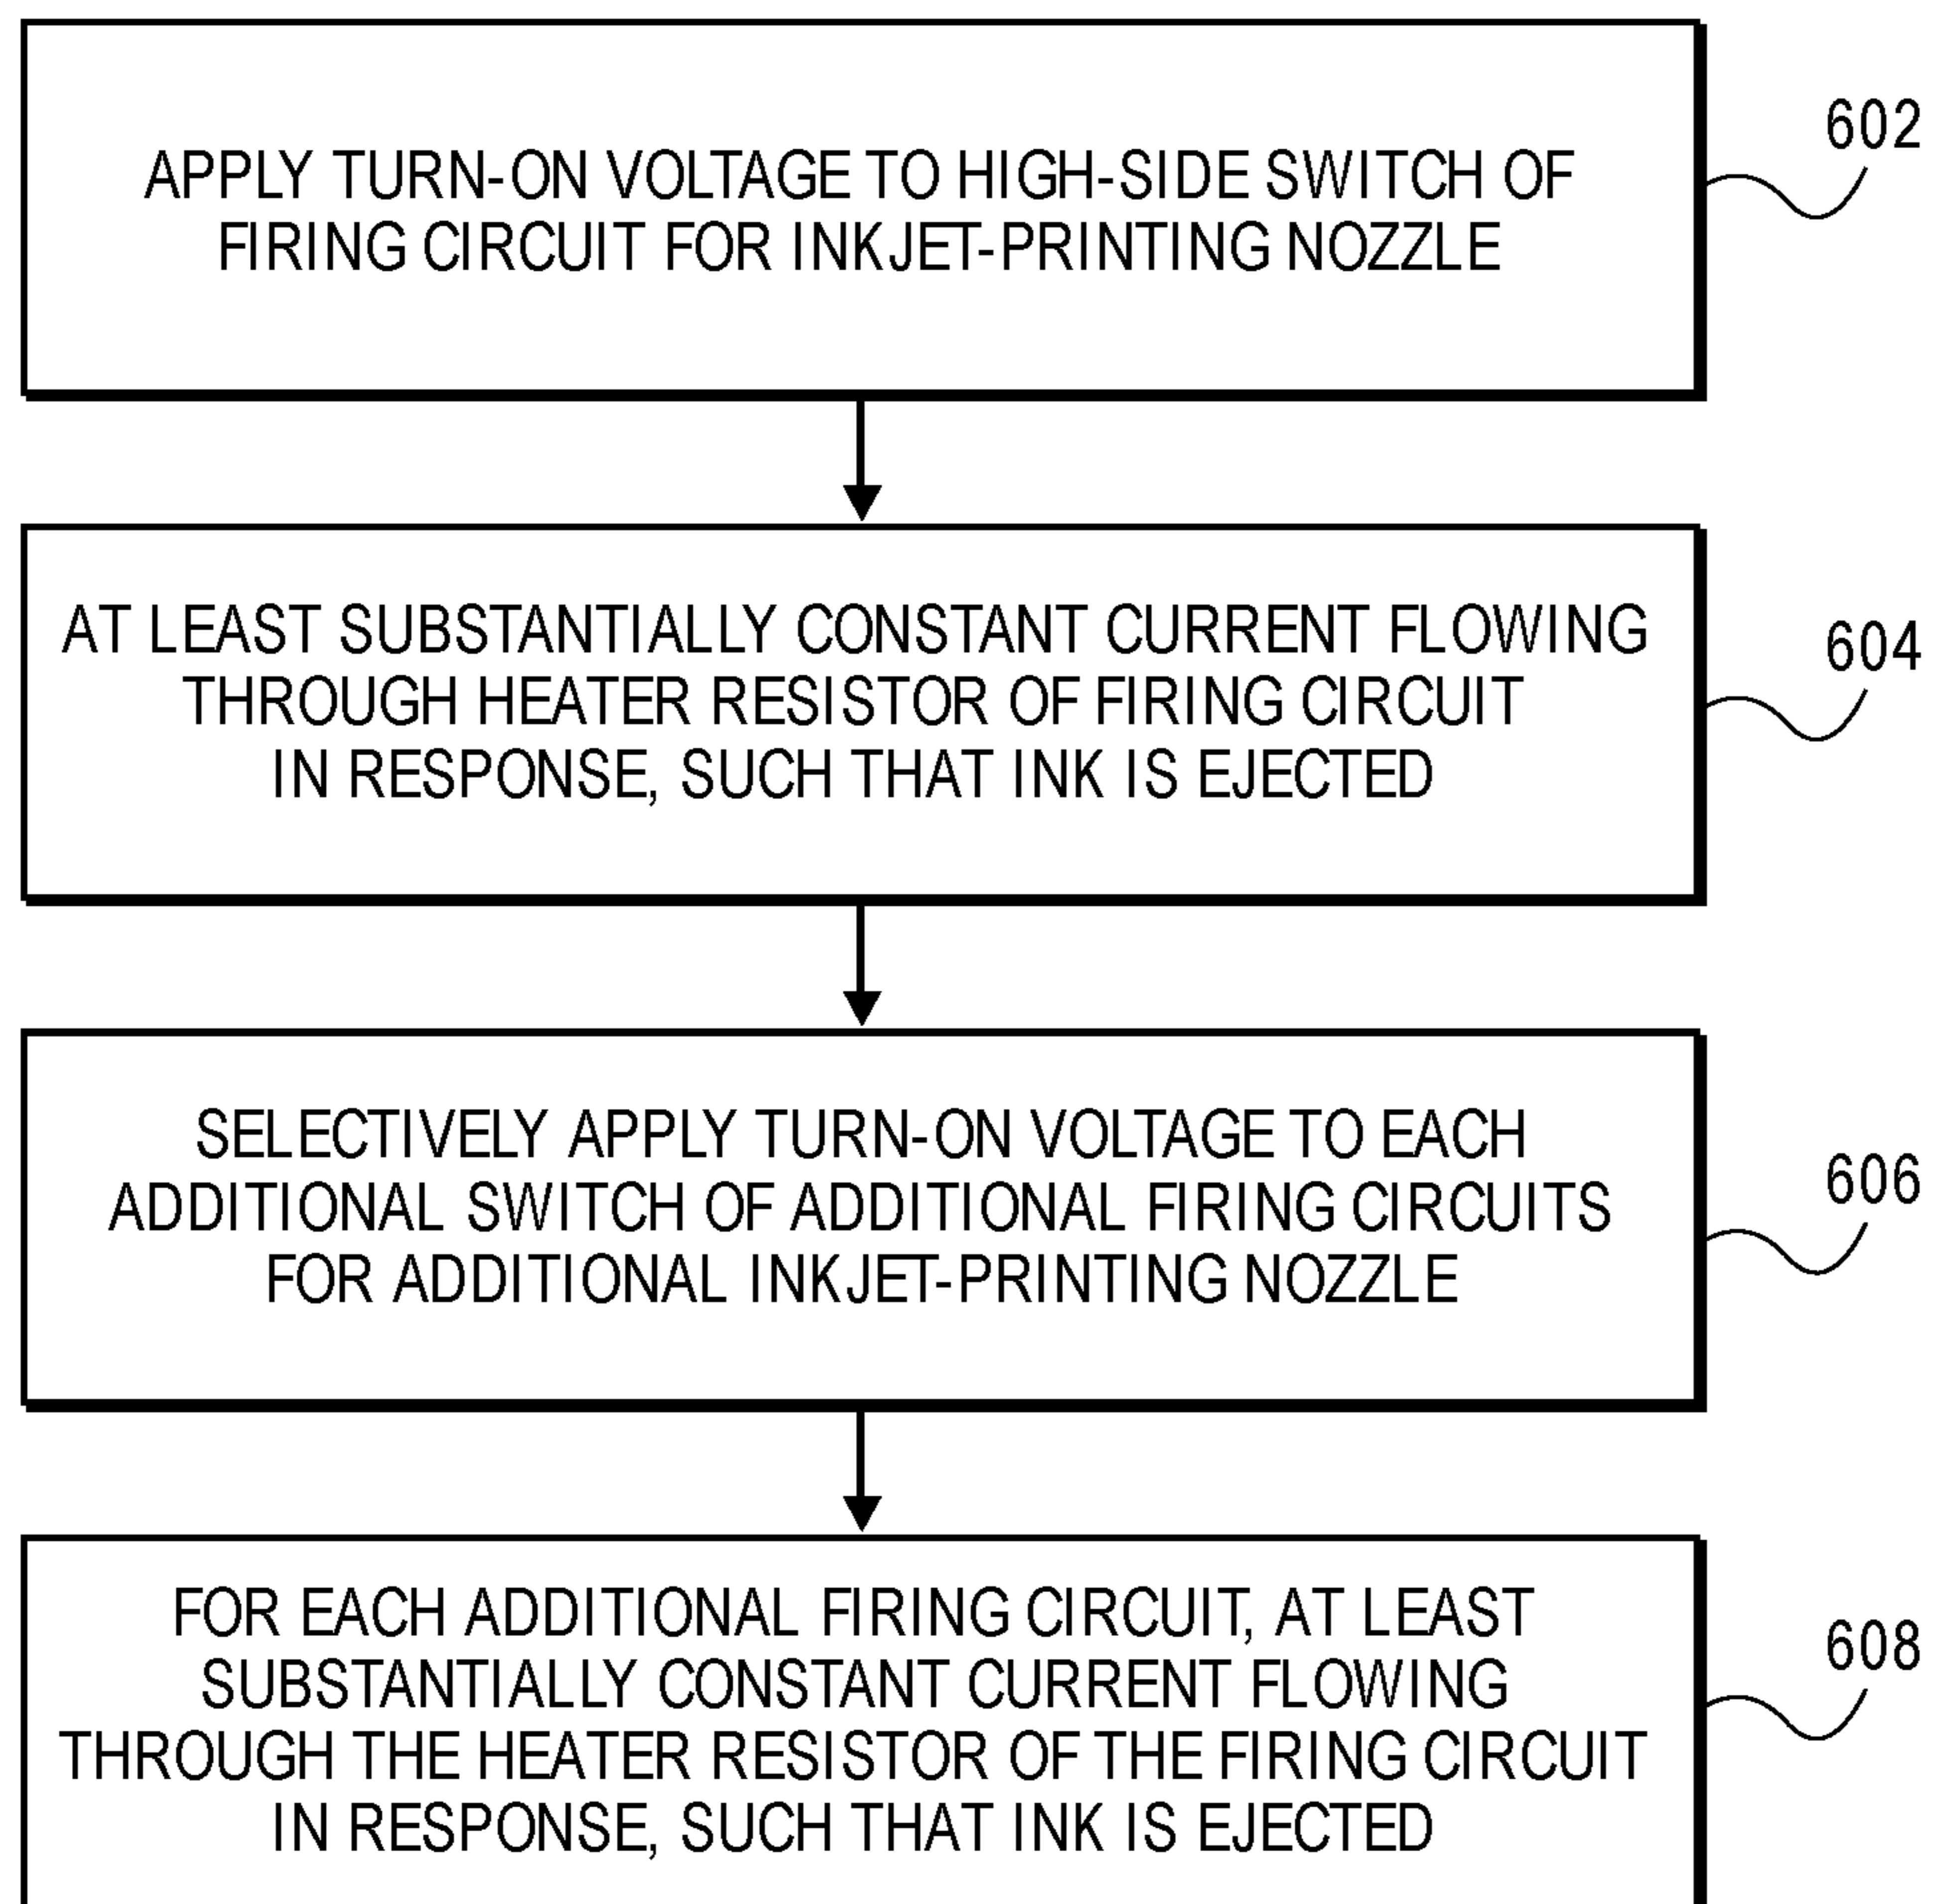 APPLY TURN-ON VOLTAGE TO HIGH-SIDE SWITCH OF
FIRING CIRCUIT FOR INKJET-PRINTING NOZZLE
602
AT LEAST SUBSTANTIALLY CONSTANT CURRENT FLOWING
THROUGH HEATER RESISTOR OF FIRING CIRCUIT
IN RESPONSE, SUCH THAT INK IS EJECTED
604
SELECTIVELY APPLY TURN-ON VOLTAGE TO EACH
ADDITIONAL SWITCH OF ADDITIONAL FIRING CIRCUITS
FOR ADDITIONAL INKJET-PRINTING NOZZLE
606
FOR EACH ADDITIONAL FIRING CIRCUIT, AT LEAST
SUBSTANTIALLY CONSTANT CURRENT FLOWING
THROUGH THE HEATER RESISTOR OF THE FIRING CIRCUIT
IN RESPONSE, SUCH THAT INK IS EJECTED
608